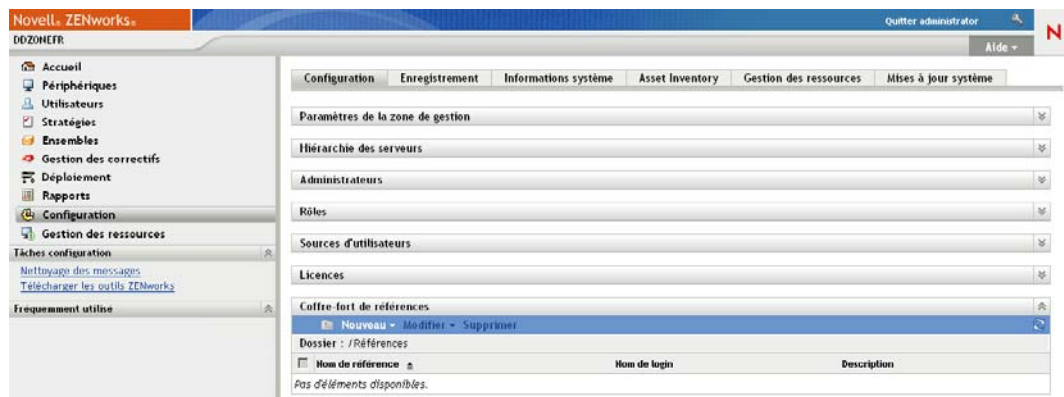 Novell® ZENworks®
Quitter administrator
DDZONEFR
Aide
N
Accueil
Périphériques
Utilisateurs
Stratégies
Ensembles
Gestion des correctifs
Déploiement
Rapports
Configuration
Gestion des ressources
Tâches configuration
Nettoyage des messages
Télécharger les outils ZENworks
Fréquemment utilisé
Configuration Enregistrement Informations système Asset Inventory Gestion des ressources Mises à jour système
Paramètres de la zone de gestion
Hiérarchie des serveurs
Administrateurs
Rôles
Sources d'utilisateurs
Licences
Coffre-fort de références
Nouveau Modifier Supprimer
Dossier : /Références
Nom de référence Nom de login Description
Pas d'éléments disponibles.